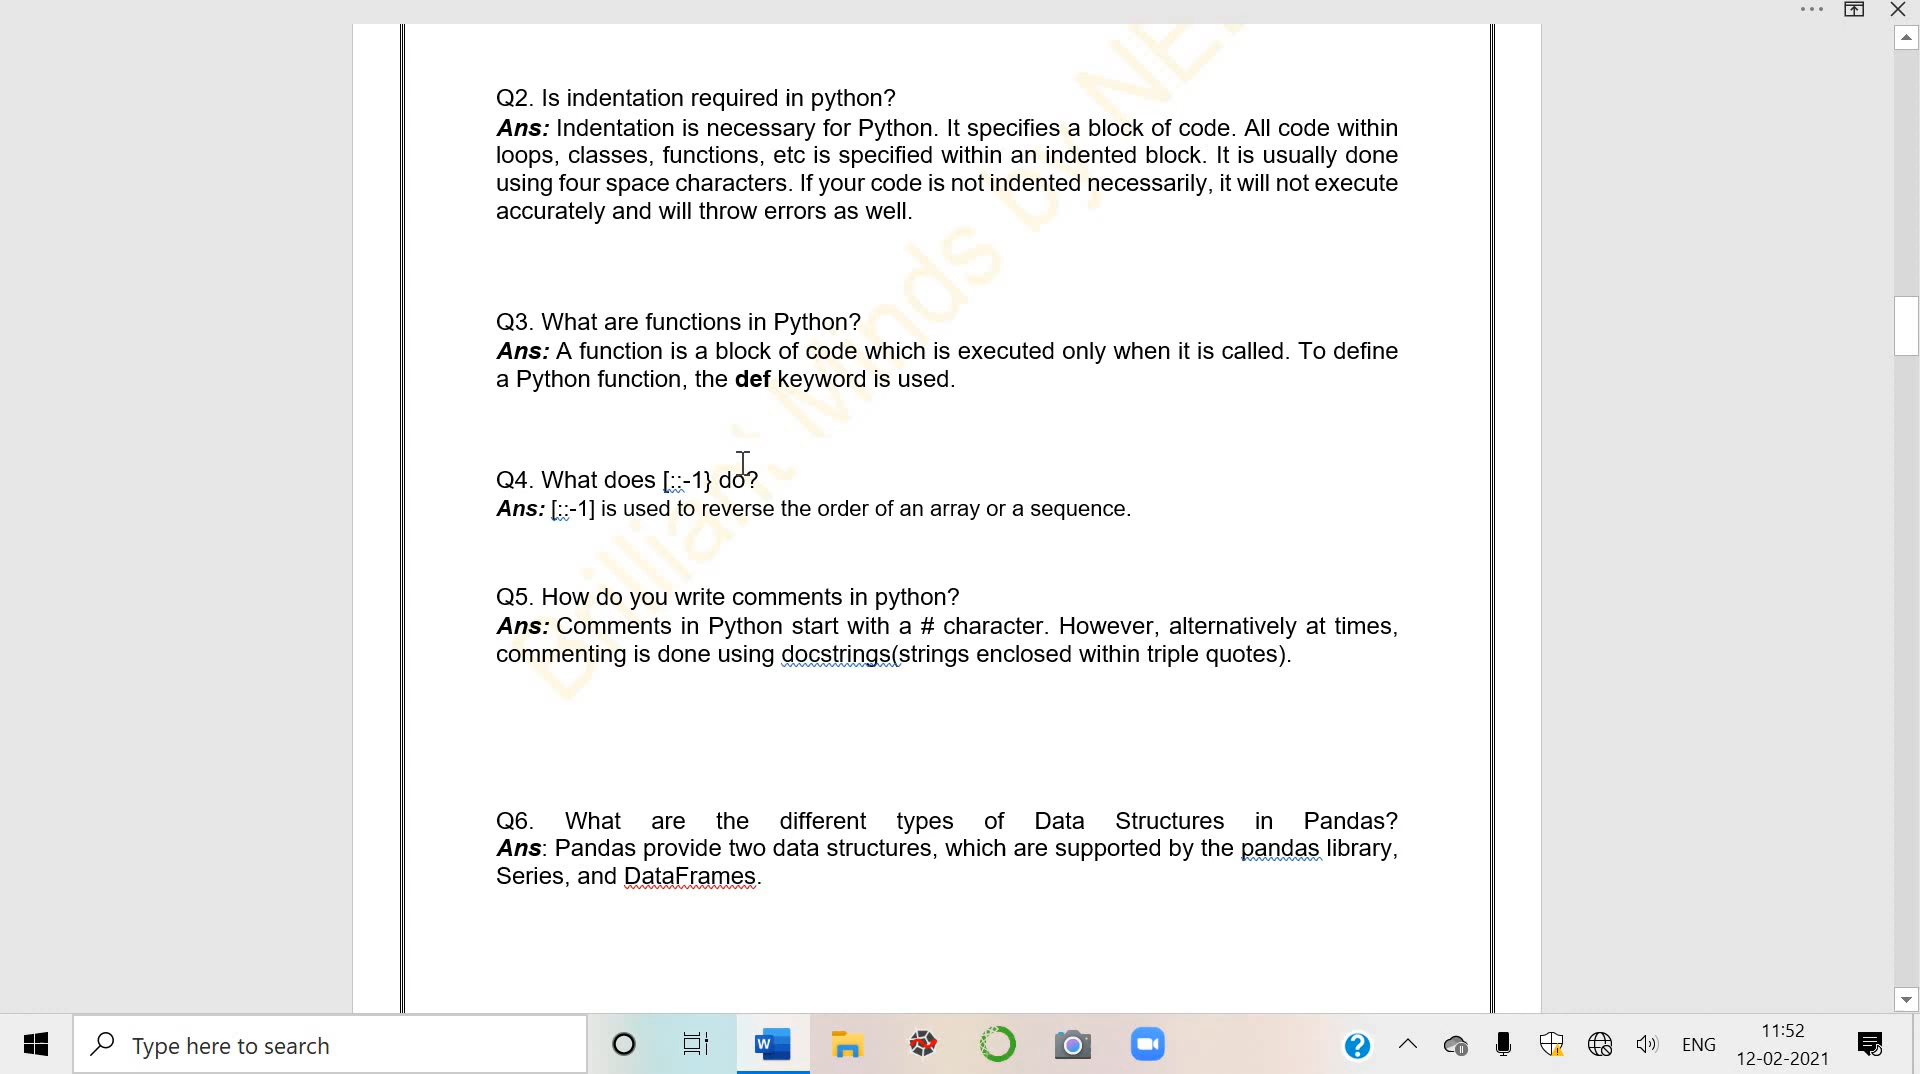 Q2. Is indentation required in python?
Ans: Indentation is necessary for Python. It specifies a block of code. All code within
loops, classes, functions, etc is specified within an indented block. It is usually done
using four space characters. If your code is not indented necessarily, it will not execute
accurately and will throw errors as well.
Q3. What are functions in Python?
Ans: A function is a block of code which is executed only when it is called. To define
a Python function, the def keyword is used.
Q4. What does [::-1} do?
Ans: [::-1] is used to reverse the order of an array or a sequence.
Q5. How do you write comments in python?
Ans: Comments in Python start with a # character. However, alternatively at times,
commenting is done using docstrings(strings enclosed within triple quotes).
Q6. What are the different types of Data Structures in Pandas?
Ans: Pandas provide two data structures, which are supported by the pandas library,
Series, and DataFrames.
Brilliant Minds by
Type here to search
ENG
11:52
12-02-2021